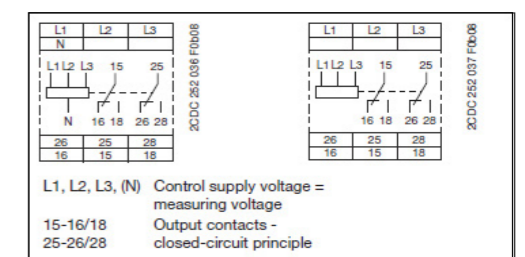 L1 L2 L3
N
L1 L2 L3 15 25
N 16 18 26 28
26 25 28
16 15 18
2CDC 252 036 F0b08
L1 L2 L3
L1 L2 L3 15 25
16 18 26 28
26 25 28
16 15 18
2CDC 252 037 F0b08
L1, L2, L3, (N) Control supply voltage =
measuring voltage
15-16/18 Output contacts -
25-26/28 closed-circuit principle